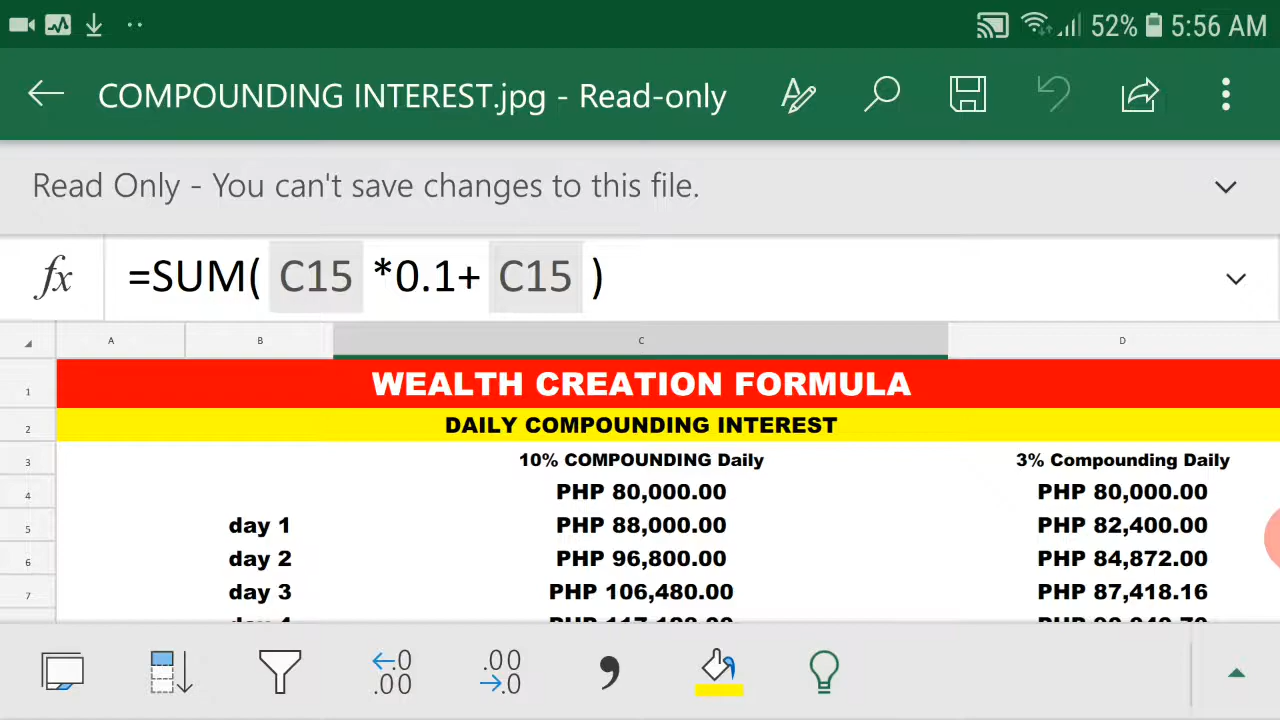 52% 5:56 AM
COMPOUNDING INTEREST.jpg - Read-only
Read Only - You can't save changes to this file.
fx =SUM( C15 *0.1+ C15 )
A B C D
1 WEALTH CREATION FORMULA
2 DAILY COMPOUNDING INTEREST
3 10% COMPOUNDING Daily 3% Compounding Daily
4 PHP 80,000.00 PHP 80,000.00
5 day 1 PHP 88,000.00 PHP 82,400.00
6 day 2 PHP 96,800.00 PHP 84,872.00
7 day 3 PHP 106,480.00 PHP 87,418.16
.0 .00 .00 .0